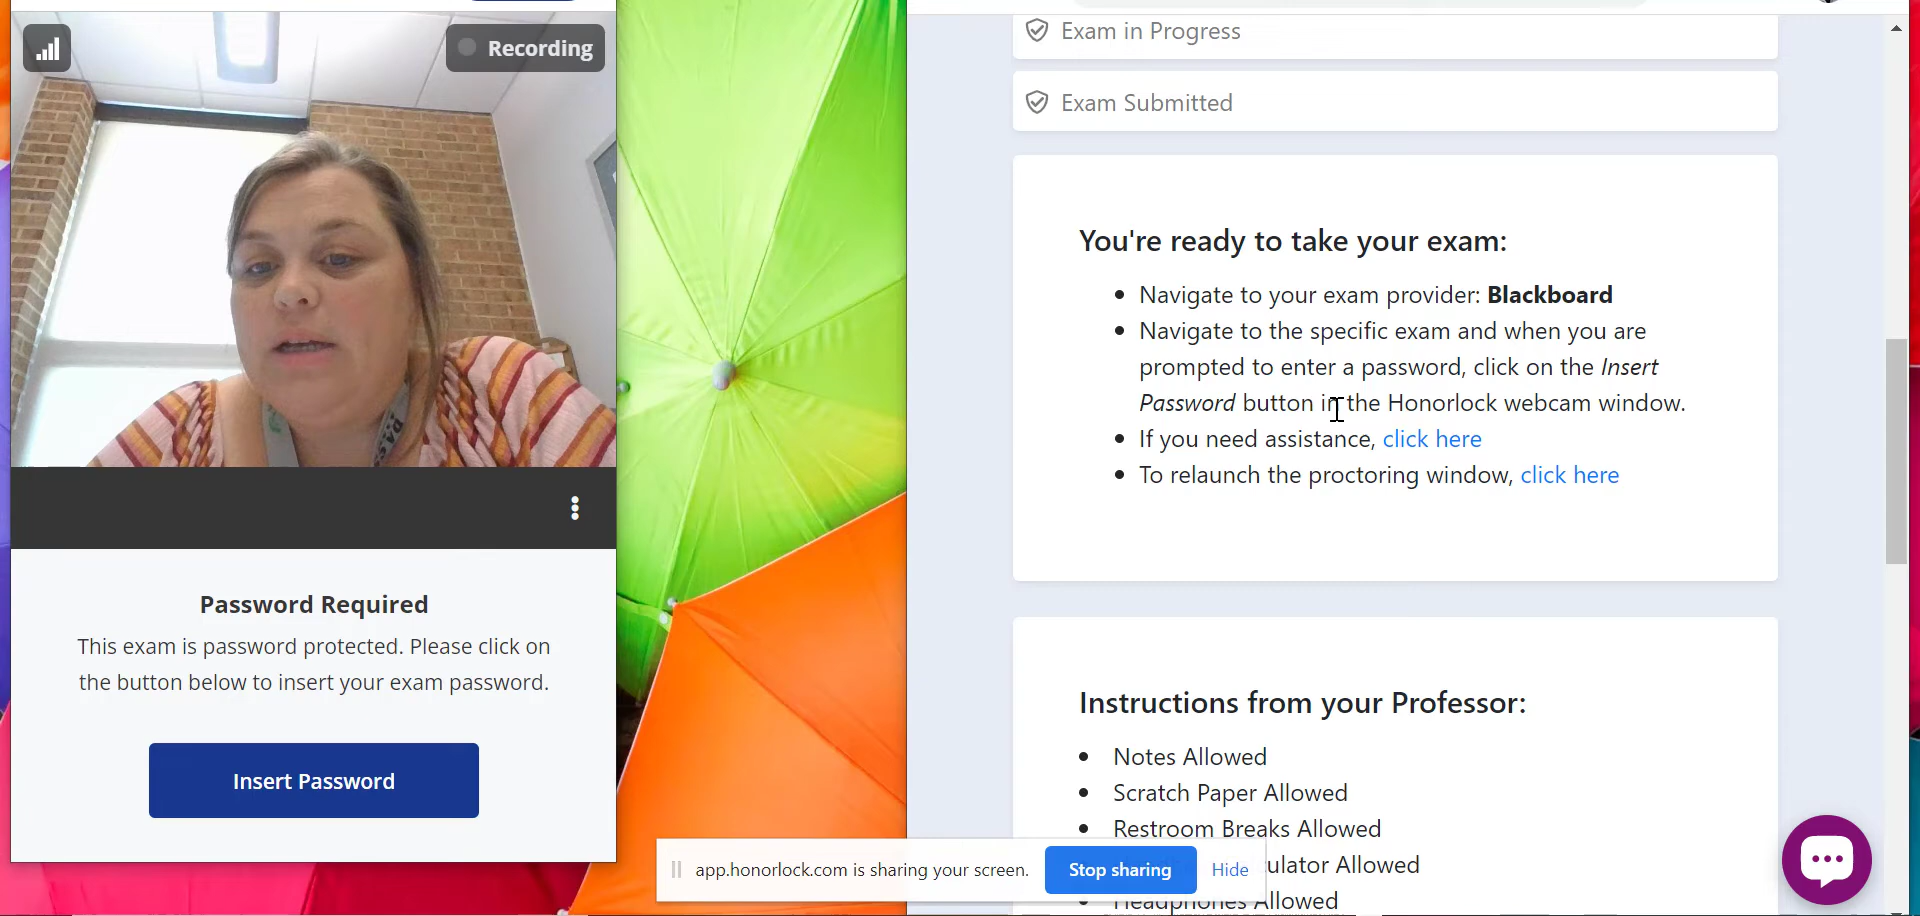 Recording
Password Required
This exam is password protected. Please click on
the button below to insert your exam password.
Insert Password
Exam in Progress
Exam Submitted
You're ready to take your exam:
Navigate to your exam provider: Blackboard
Navigate to the specific exam and when you are
prompted to enter a password, click on the Insert
Password button in the Honorlock webcam window.
If you need assistance, click here
To relaunch the proctoring window, click here
Instructions from your Professor:
Notes Allowed
Scratch Paper Allowed
Restroom Breaks Allowed
ulator Allowed
Headphones Allowed
app.honorlock.com is sharing your screen.
Stop sharing
Hide